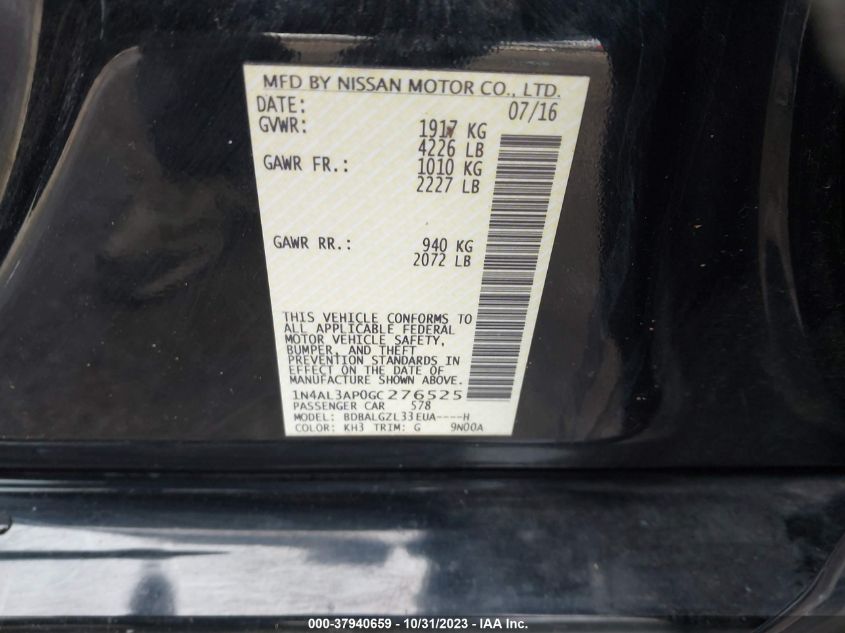 MFD BY NISSAN MOTOR CO., LTD.
DATE: 07/16
GVWR: 1917 KG
4226 LB
GAWR FR.: 1010 KG
2227 LB
GAWR RR.: 940 KG
2072 LB
THIS VEHICLE CONFORMS TO
ALL APPLICABLE FEDERAL
MOTOR VEHICLE SAFETY,
BUMPER, AND THEFT
PREVENTION STANDARDS IN
EFFECT ON THE DATE OF
MANUFACTURE SHOWN ABOVE.
1N4AL3AP0GC276525
PASSENGER CAR 578
MODEL: BDBALGZL33EUA----H
COLOR: KH3 TRIM: G 9N00A
000-37940659 - 10/31/2023 - IAA Inc.